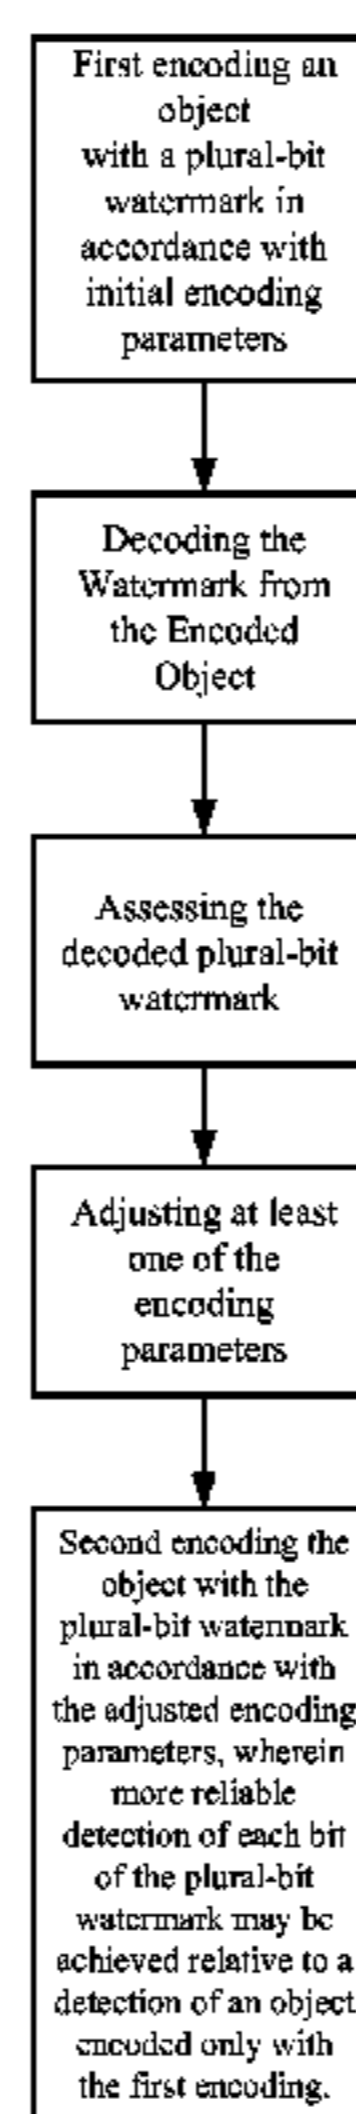 First encoding an
object
with a plural-bit
watermark in
accordance with
initial encoding
parameters
Decoding the
Watermark from
the Encoded
Object
Assessing the
decoded plural-bit
watermark
Adjusting at least
one of the
encoding
parameters
Second encoding the
object with the
plural-bit watermark
in accordance with
the adjusted encoding
parameters, wherein
more reliable
detection of each bit
of the plural-bit
watermark may be
achieved relative to a
detection of an object
encoded only with
the first encoding.